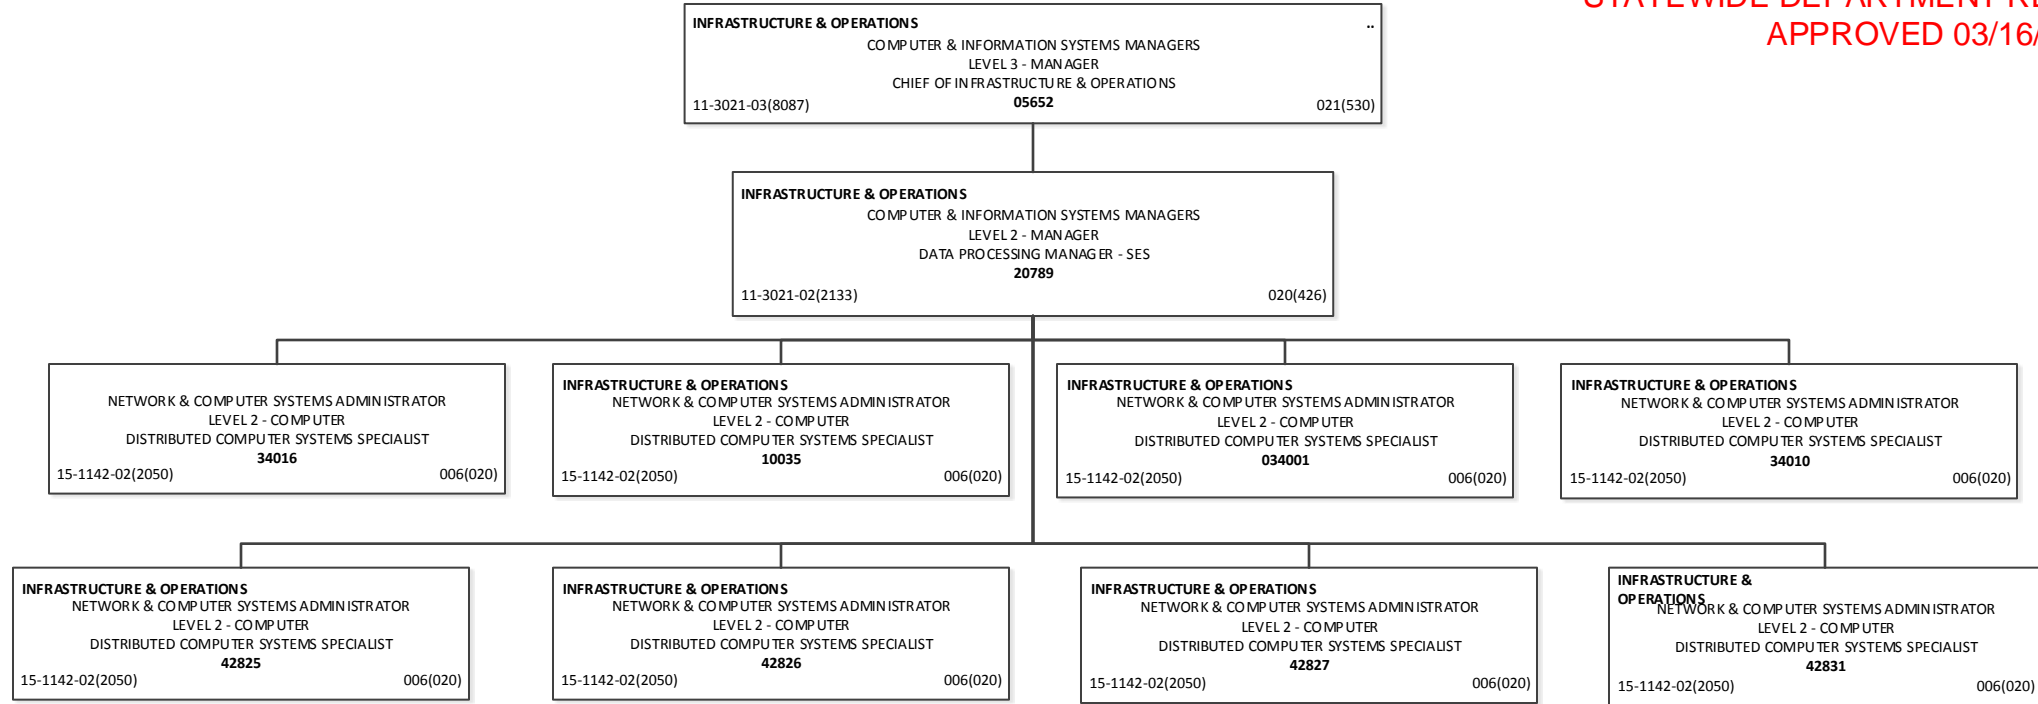 STATEWIDE DEPARTMENT
APPROVED 03/16/
INFRASTRUCTURE & OPERATIONS ..
COMPUTER & INFORMATION SYSTEMS MANAGERS
LEVEL 3 - MANAGER
CHIEF OF INFRASTRUCTURE & OPERATIONS
05652
11-3021-03(8087) 021(530)
INFRASTRUCTURE & OPERATIONS
COMPUTER & INFORMATION SYSTEMS MANAGERS
LEVEL 2 - MANAGER
DATA PROCESSING MANAGER - SES
20789
11-3021-02(2133) 020(426)
NETWORK & COMPUTER SYSTEMS ADMINISTRATOR
LEVEL 2 - COMPUTER
DISTRIBUTED COMPUTER SYSTEMS SPECIALIST
34016
15-1142-02(2050) 006(020)
INFRASTRUCTURE & OPERATIONS
NETWORK & COMPUTER SYSTEMS ADMINISTRATOR
LEVEL 2 - COMPUTER
DISTRIBUTED COMPUTER SYSTEMS SPECIALIST
10035
15-1142-02(2050) 006(020)
INFRASTRUCTURE & OPERATIONS
NETWORK & COMPUTER SYSTEMS ADMINISTRATOR
LEVEL 2 - COMPUTER
DISTRIBUTED COMPUTER SYSTEMS SPECIALIST
034001
15-1142-02(2050) 006(020)
INFRASTRUCTURE & OPERATIONS
NETWORK & COMPUTER SYSTEMS ADMINISTRATOR
LEVEL 2 - COMPUTER
DISTRIBUTED COMPUTER SYSTEMS SPECIALIST
34010
15-1142-02(2050) 006(020)
INFRASTRUCTURE & OPERATIONS
NETWORK & COMPUTER SYSTEMS ADMINISTRATOR
LEVEL 2 - COMPUTER
DISTRIBUTED COMPUTER SYSTEMS SPECIALIST
42825
15-1142-02(2050) 006(020)
INFRASTRUCTURE & OPERATIONS
NETWORK & COMPUTER SYSTEMS ADMINISTRATOR
LEVEL 2 - COMPUTER
DISTRIBUTED COMPUTER SYSTEMS SPECIALIST
42826
15-1142-02(2050) 006(020)
INFRASTRUCTURE & OPERATIONS
NETWORK & COMPUTER SYSTEMS ADMINISTRATOR
LEVEL 2 - COMPUTER
DISTRIBUTED COMPUTER SYSTEMS SPECIALIST
42827
15-1142-02(2050) 006(020)
INFRASTRUCTURE &
OPERATIONS
NETWORK & COMPUTER SYSTEMS ADMINISTRATOR
LEVEL 2 - COMPUTER
DISTRIBUTED COMPUTER SYSTEMS SPECIALIST
42831
15-1142-02(2050) 006(020)